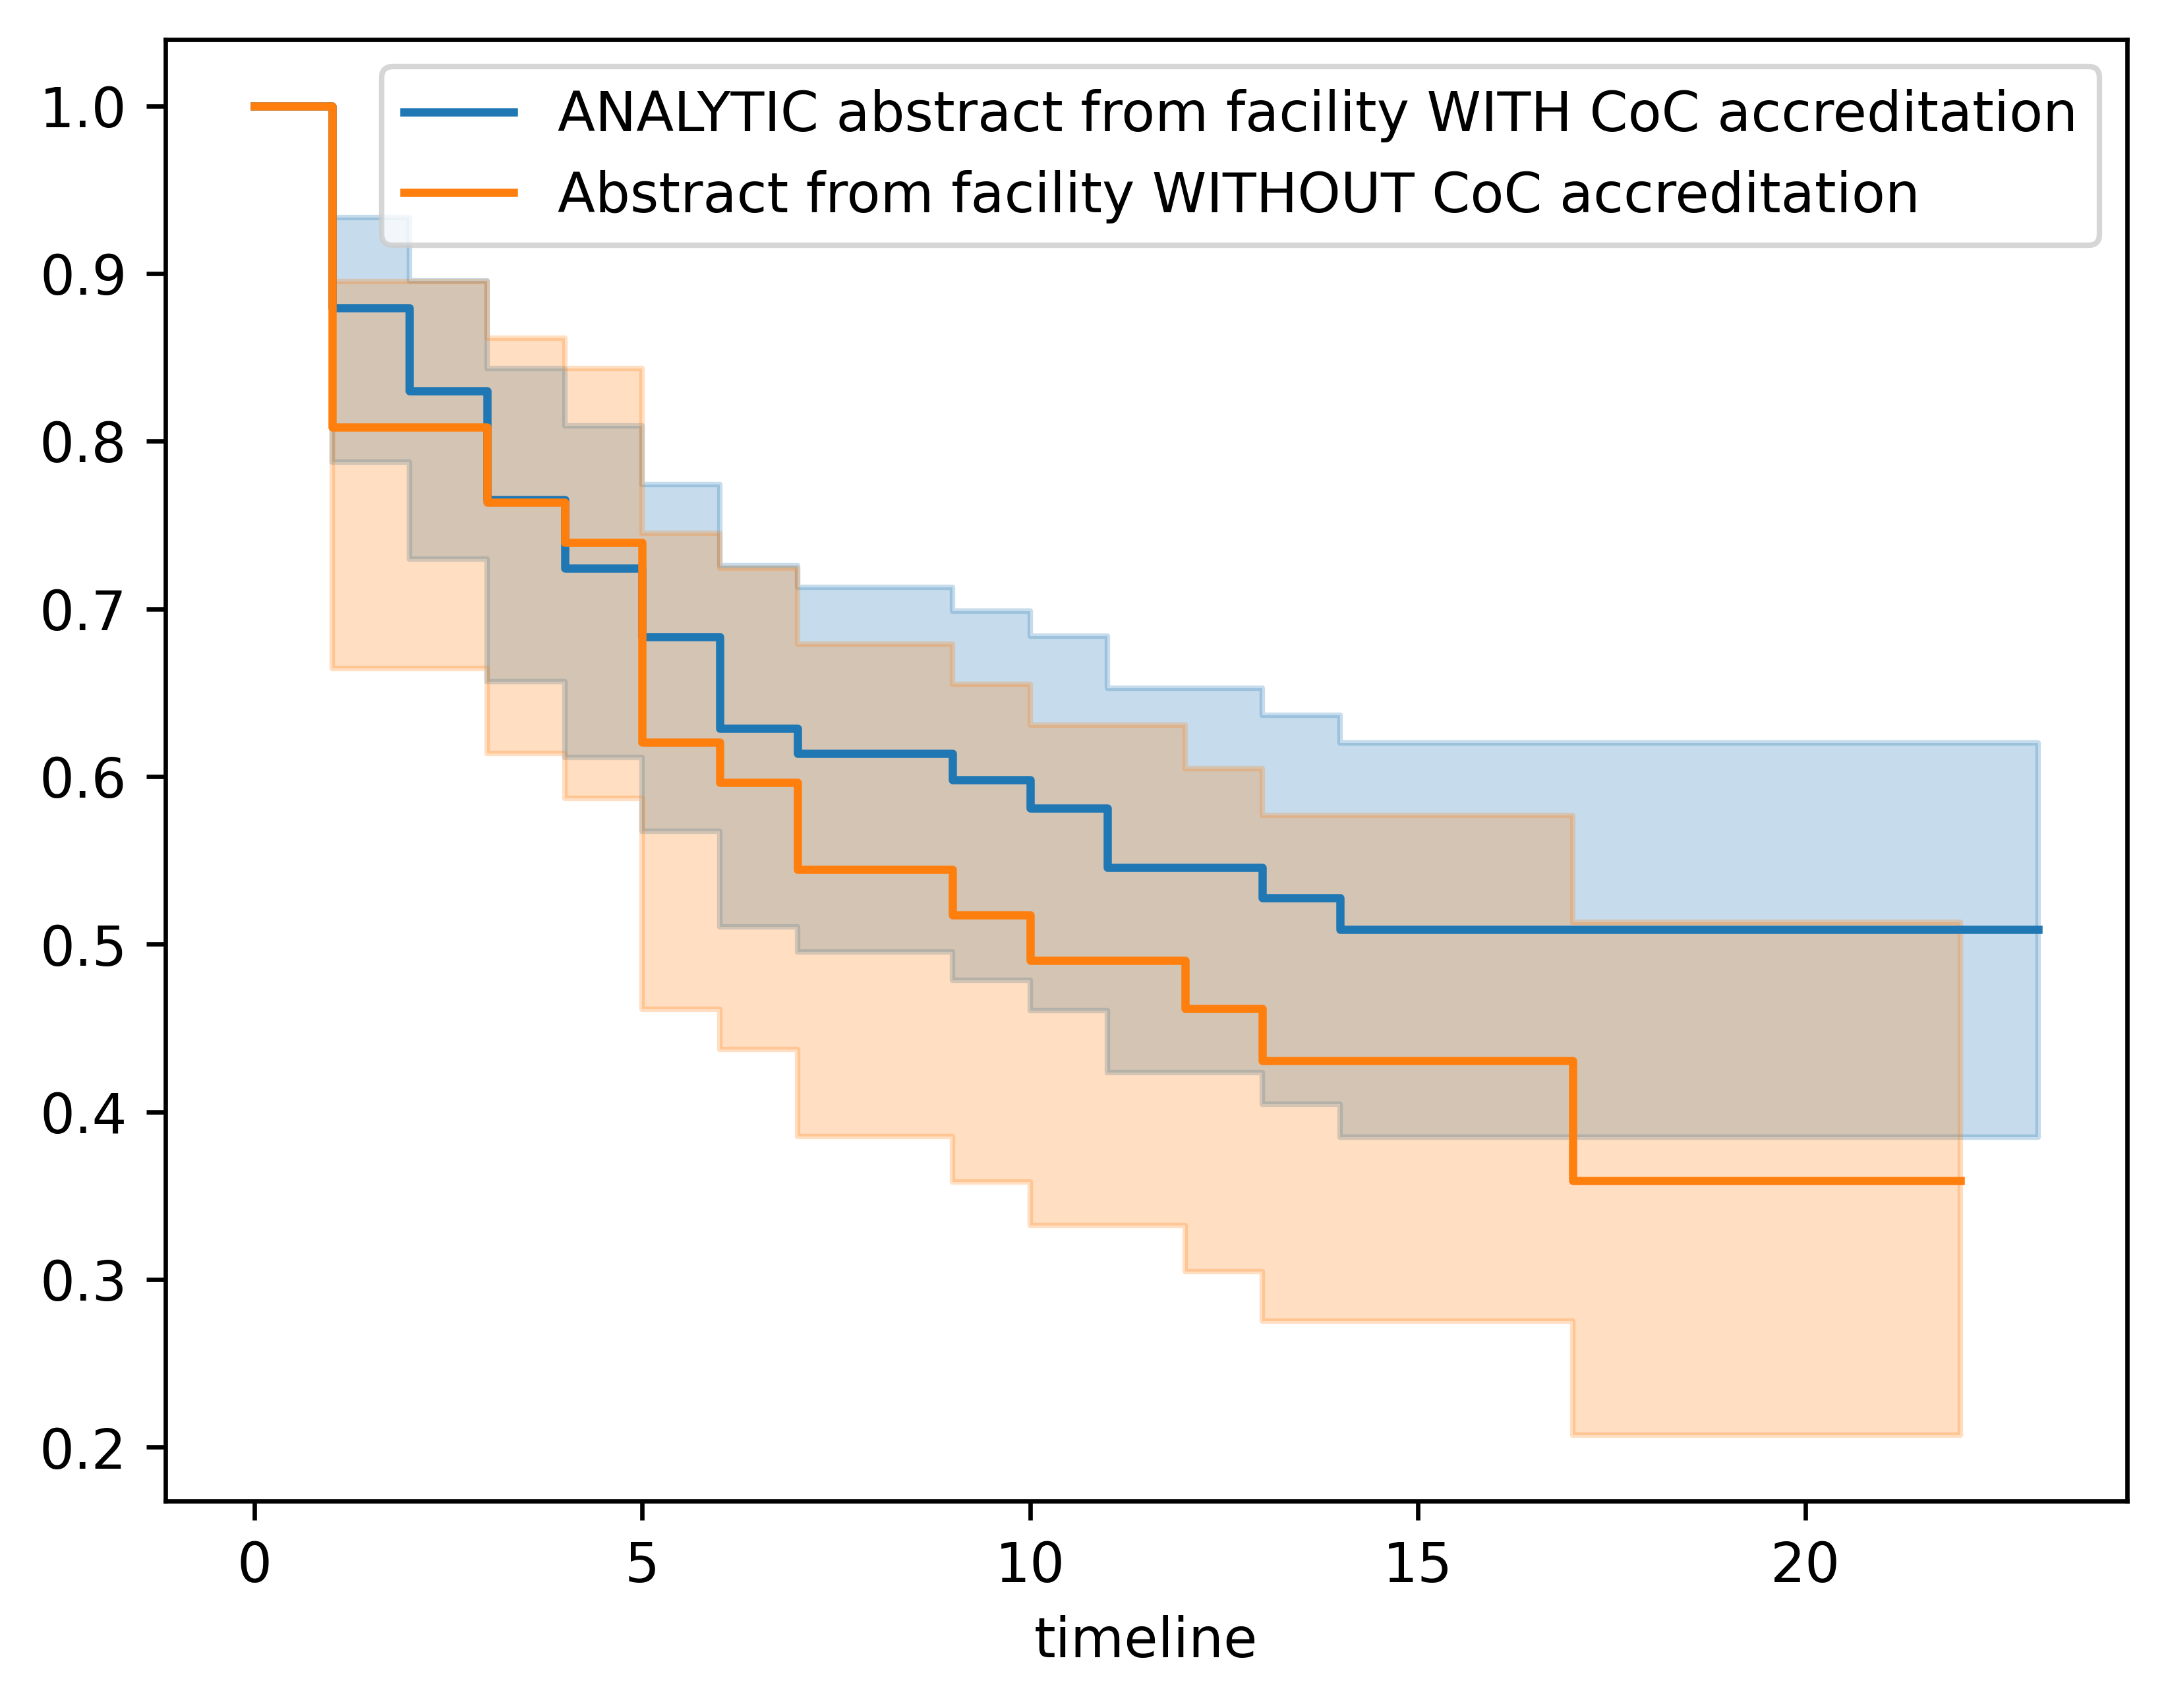 ANALYTIC abstract from facility WITH CoC accreditation
Abstract from facility WITHOUT CoC accreditation
1.0
0.9
0.8
0.7
0.6
0.5
0.4
0.3
0.2
0 5 10 15 20
timeline